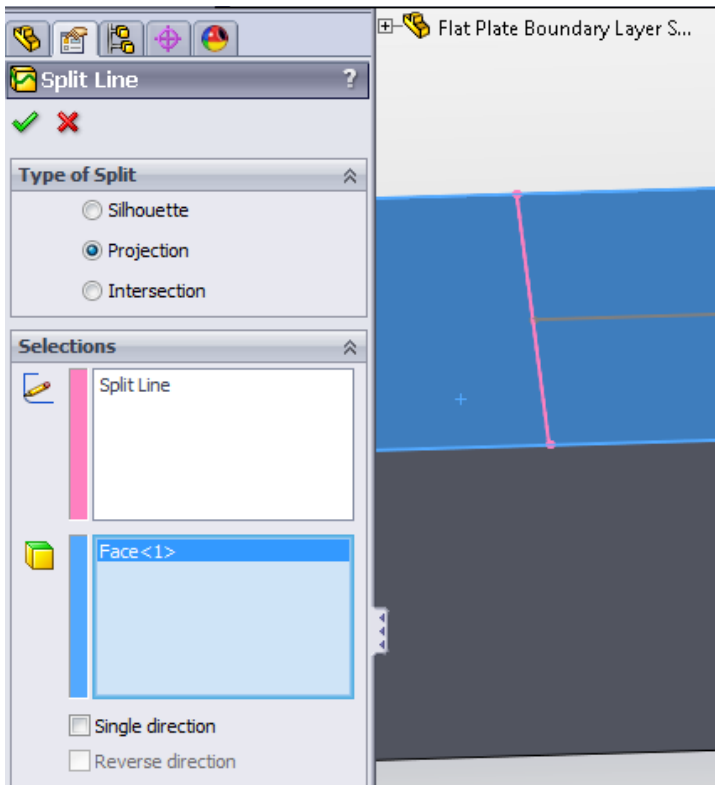 Flat Plate Boundary Layer S...
Split Line ?
Type of Split
Silhouette
Projection
Intersection
Selections
Split Line
Face<1>
Single direction
Reverse direction